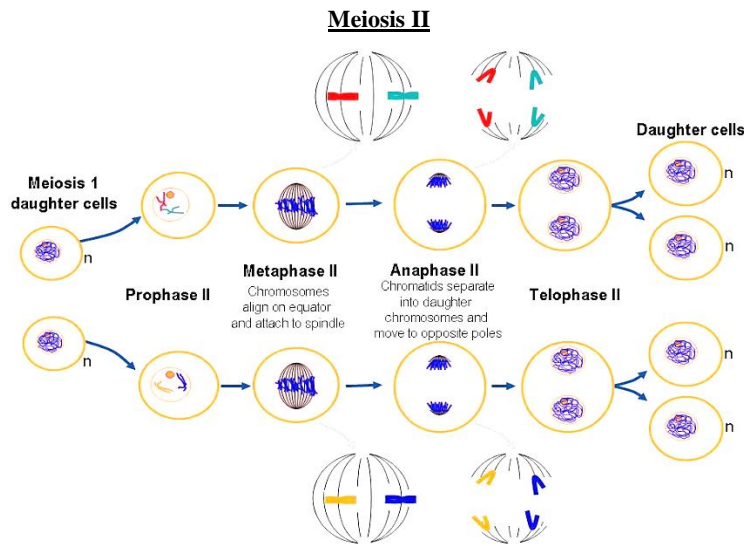 Meiosis II
Daughter cells
Meiosis 1
daughter cells
n
n
n
Prophase II
Metaphase II
Chromosomes
align on equator
and attach to spindle
Anaphase II
Chromatids separate
into daughter
chromosomes and
move to opposite poles
Telophase II
n
n
n